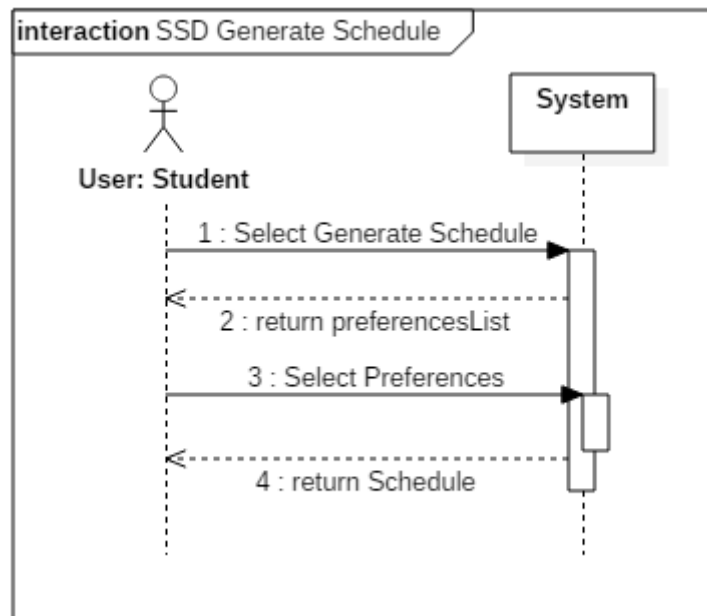 interaction SSD Generate Schedule
System
User: Student
1 : Select Generate Schedule
2 : return preferencesList
3 : Select Preferences
4 : return Schedule